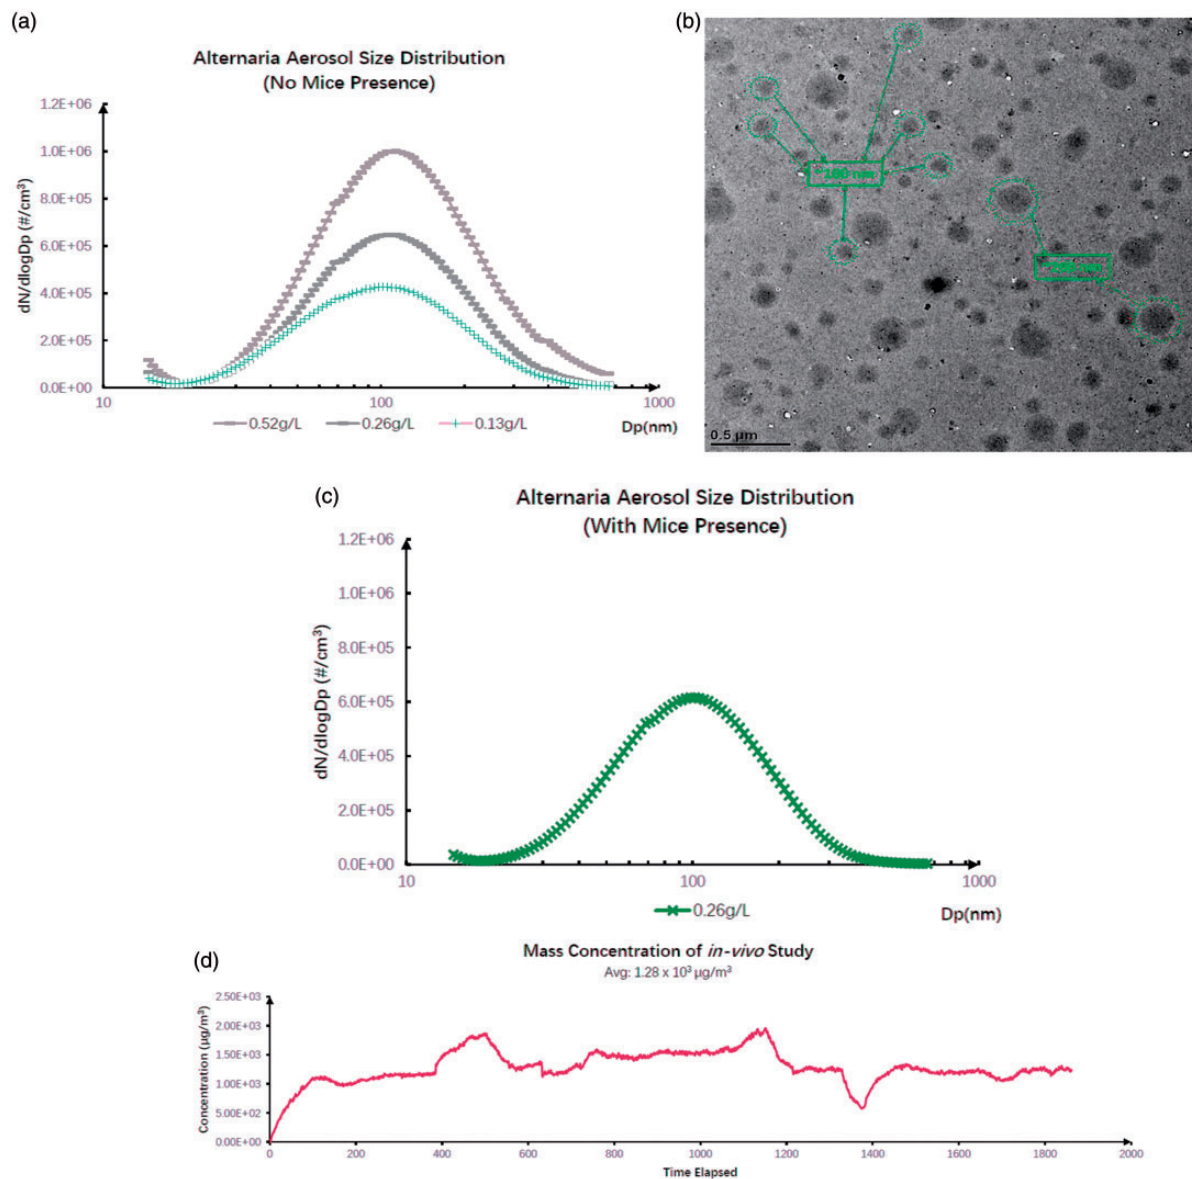 (a)
Alternaria Aerosol Size Distribution
(No Mice Presence)
dN/dlogDp (#/cm³)
1.2E+06
1.0E+06
8.0E+05
6.0E+05
4.0E+05
2.0E+05
0.0E+00
10
100
1000
0.52g/L
0.26g/L
0.13g/L
Dp(nm)
(b)
~100 nm
~200 nm
0.5 µm
(c)
Alternaria Aerosol Size Distribution
(With Mice Presence)
dN/dlogDp (#/cm³)
1.2E+06
1.0E+06
8.0E+05
6.0E+05
4.0E+05
2.0E+05
0.0E+00
10
100
1000
0.26g/L
Dp(nm)
(d)
Mass Concentration of in-vivo Study
Avg: 1.28 x 10³ µg/m³
Concentration (µg/m³)
2.50E+03
2.00E+03
1.50E+03
1.00E+03
5.00E+02
0.00E+00
0
200
400
600
800
1000
1200
1400
1600
1800
2000
Time Elapsed